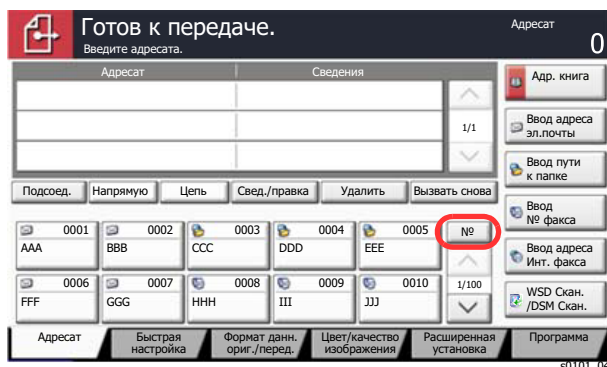 Готов к передаче.
Введите адресата.
Адресат
0
Адресат Сведения
1/1
Адр. книга
Ввод адреса
эл.почты
Ввод пути
к папке
Ввод
№ факса
Ввод адреса
Инт. факса
WSD Скан.
/DSM Скан.
Подсоед. Напрямую Цепь Свед./правка Удалить Вызвать снова
0001 0002 0003 0004 0005 №
AAA BBB CCC DDD EEE
0006 0007 0008 0009 0010 1/100
FFF GGG HHH III JJJ
Адресат
Быстрая
настройка
Формат данн.
ориг./перед.
Цвет/качество
изображения
Расширенная
установка
Программа